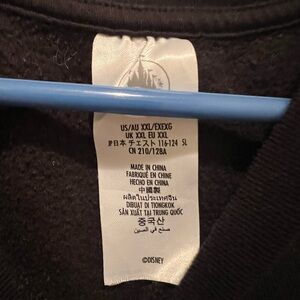 US/AU XXL/EXEXG
UK XXL EU XXL
JP日本 チェスト 116-124 5L
CN 210/128A
MADE IN CHINA
FABRIQUÉ EN CHINE
HECHO EN CHINA
中國製
ผลิตในประเทศจีน
DIBUAT DI TIONGKOK
SẢN XUẤT TẠI TRUNG QUỐC
중국산
صنع في الصين
©DISNEY